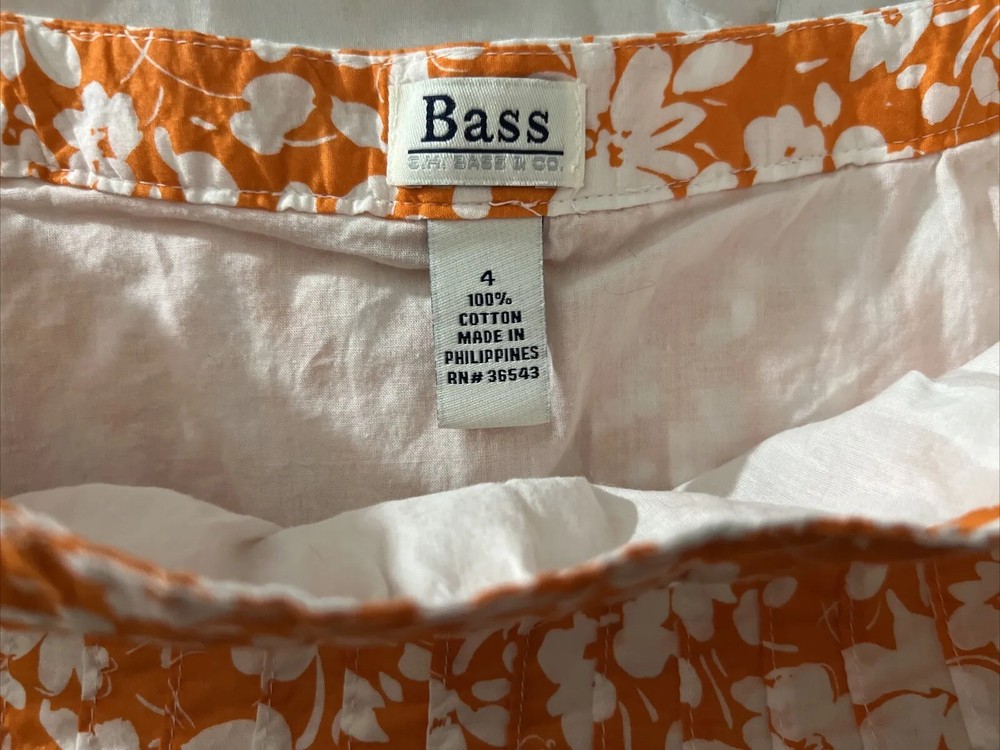 Bass
G.H. BASS & CO.
4
100%
COTTON
MADE IN
PHILIPPINES
RN# 36543